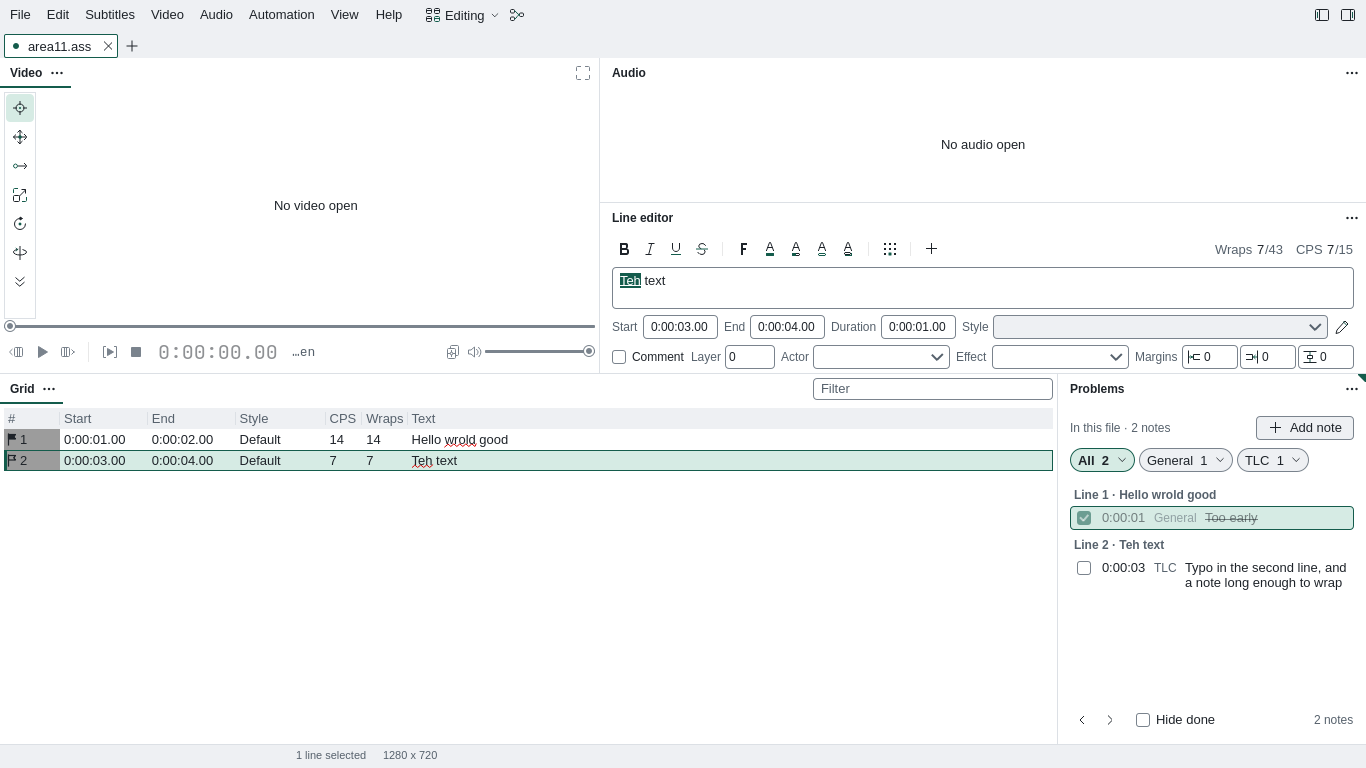 File Edit Subtitles Video Audio Automation View Help Editing
area11.ass
Video
No video open
0:00:00.00 …en
Audio
No audio open
Line editor
B I U S F A A A A Wraps 7/43 CPS 7/15
Teh text
Start 0:00:03.00 End 0:00:04.00 Duration 0:00:01.00 Style
Comment Layer 0 Actor Effect Margins 0 0 0
Grid Filter
# Start End Style CPS Wraps Text
1 0:00:01.00 0:00:02.00 Default 14 14 Hello wrold good
2 0:00:03.00 0:00:04.00 Default 7 7 Teh text
Problems
In this file · 2 notes Add note
All 2 General 1 TLC 1
Line 1 · Hello wrold good
0:00:01 General Too early
Line 2 · Teh text
0:00:03 TLC Typo in the second line, and
a note long enough to wrap
Hide done 2 notes
1 line selected 1280 x 720